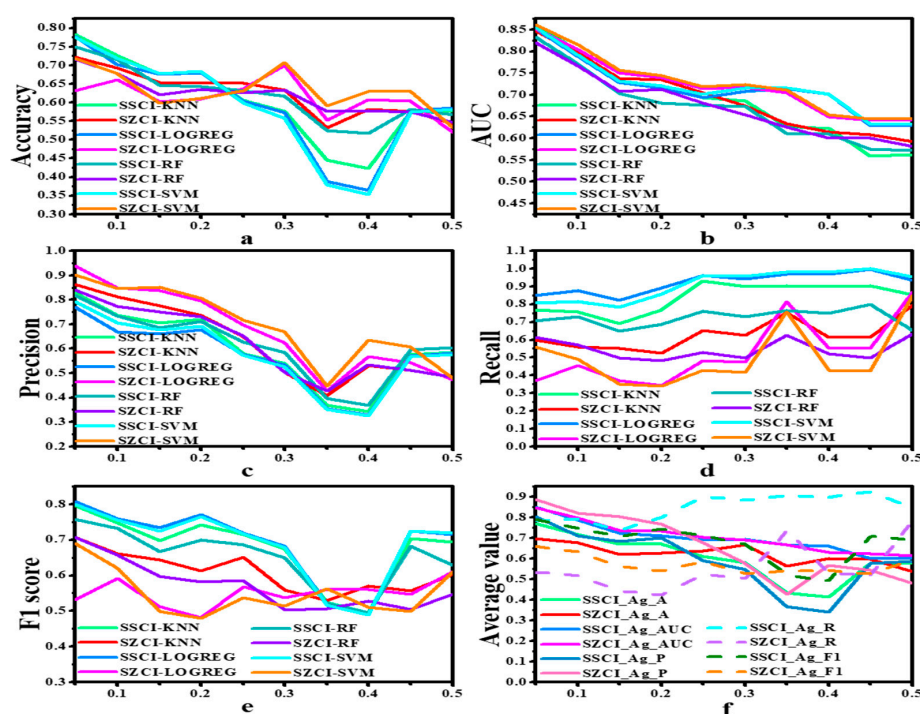 0.80
0.75
0.70
0.65
0.60
0.55
0.50
0.45
0.40
0.35
0.30
Accuracy
SSCI-KNN
SZCI-KNN
SSCI-LOGREG
SZCI-LOGREG
SSCI-RF
SZCI-RF
SSCI-SVM
SZCI-SVM
0.1 0.2 0.3 0.4 0.5
a
0.85
0.80
0.75
0.70
0.65
0.60
0.55
0.50
0.45
AUC
SSCI-KNN
SZCI-KNN
SSCI-LOGREG
SZCI-LOGREG
SSCI-RF
SZCI-RF
SSCI-SVM
SZCI-SVM
0.1 0.2 0.3 0.4 0.5
b
1.0
0.9
0.8
0.7
0.6
0.5
0.4
0.3
0.2
Precision
SSCI-KNN
SZCI-KNN
SSCI-LOGREG
SZCI-LOGREG
SSCI-RF
SZCI-RF
SSCI-SVM
SZCI-SVM
0.1 0.2 0.3 0.4 0.5
c
1.1
1.0
0.9
0.8
0.7
0.6
0.5
0.4
0.3
0.2
0.1
0.0
Recall
SSCI-KNN SSCI-RF
SZCI-KNN SZCI-RF
SSCI-LOGREG SSCI-SVM
SZCI-LOGREG SZCI-SVM
0.1 0.2 0.3 0.4 0.5
d
0.8
0.7
0.6
0.5
0.4
0.3
F1 score
SSCI-KNN SSCI-RF
SZCI-KNN SZCI-RF
SSCI-LOGREG SSCI-SVM
SZCI-LOGREG SZCI-SVM
0.1 0.2 0.3 0.4 0.5
e
0.9
0.8
0.7
0.6
0.5
0.4
0.3
0.2
0.1
0.0
Average value
SSCI_Ag_A
SZCI_Ag_A
SSCI_Ag_AUC SSCI_Ag_R
SZCI_Ag_AUC SZCI_Ag_R
SSCI_Ag_P SSCI_Ag_F1
SZCI_Ag_P SZCI_Ag_F1
0.1 0.2 0.3 0.4 0.5
f